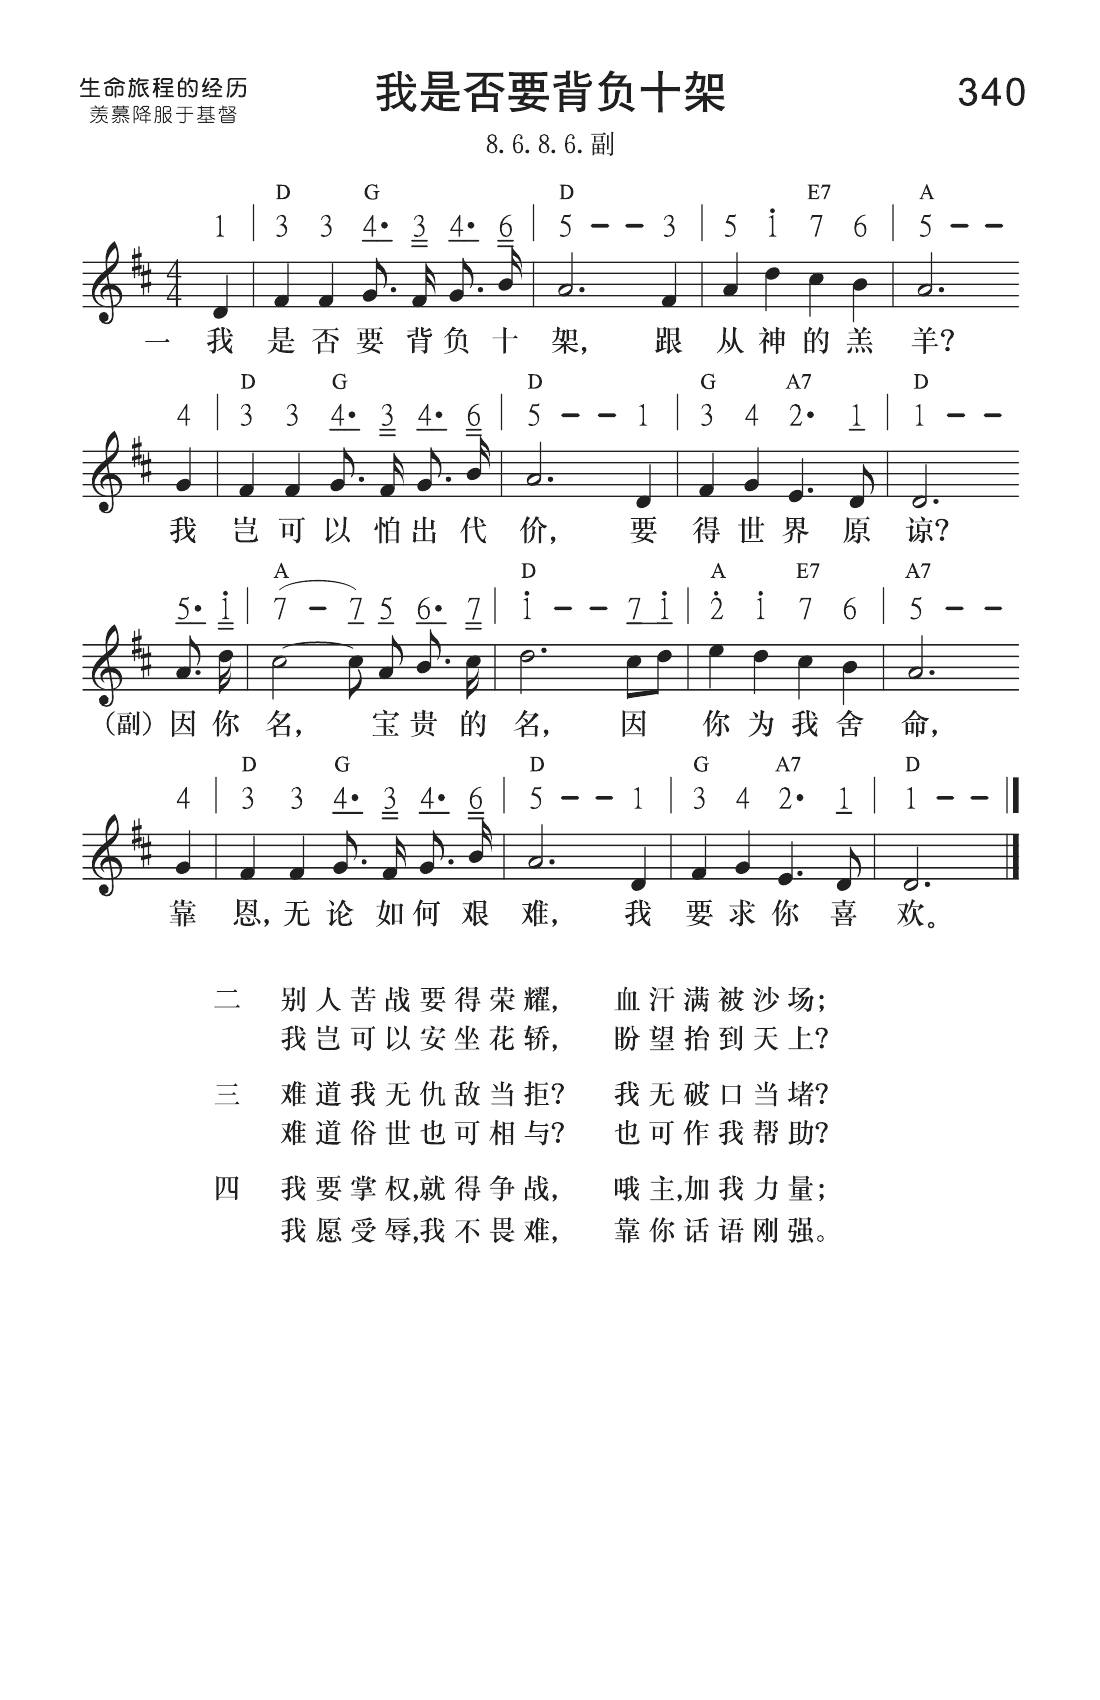 生命旅程的经历
羡慕降服于基督
我是否要背负十架
340
8.6.8.6.副
D G D E7 A
1 | 3 3 4· 3 4· 6 | 5 - - 3 | 5 1 7 6 | 5 - -
4
4
一 我 是 否 要 背 负 十 架， 跟 从 神 的 羔 羊？
D G D G A7 D
4 | 3 3 4· 3 4· 6 | 5 - - 1 | 3 4 2· 1 | 1 - -
我 岂 可 以 怕 出 代 价， 要 得 世 界 原 谅？
A D A E7 A7
5· 1 | 7 - 7 5 6· 7 | 1 - - 7 1 | 2 1 7 6 | 5 - -
（副）因 你 名， 宝 贵 的 名， 因 你 为 我 舍 命，
D G D G A7 D
4 | 3 3 4· 3 4· 6 | 5 - - 1 | 3 4 2· 1 | 1 - -
靠 恩，无 论 如 何 艰 难， 我 要 求 你 喜 欢。
二 别人苦战要得荣耀， 血汗满被沙场；
我岂可以安坐花轿， 盼望抬到天上？
三 难道我无仇敌当拒？ 我无破口当堵？
难道俗世也可相与？ 也可作我帮助？
四 我要掌权，就得争战， 哦主，加我力量；
我愿受辱，我不畏难， 靠你话语刚强。